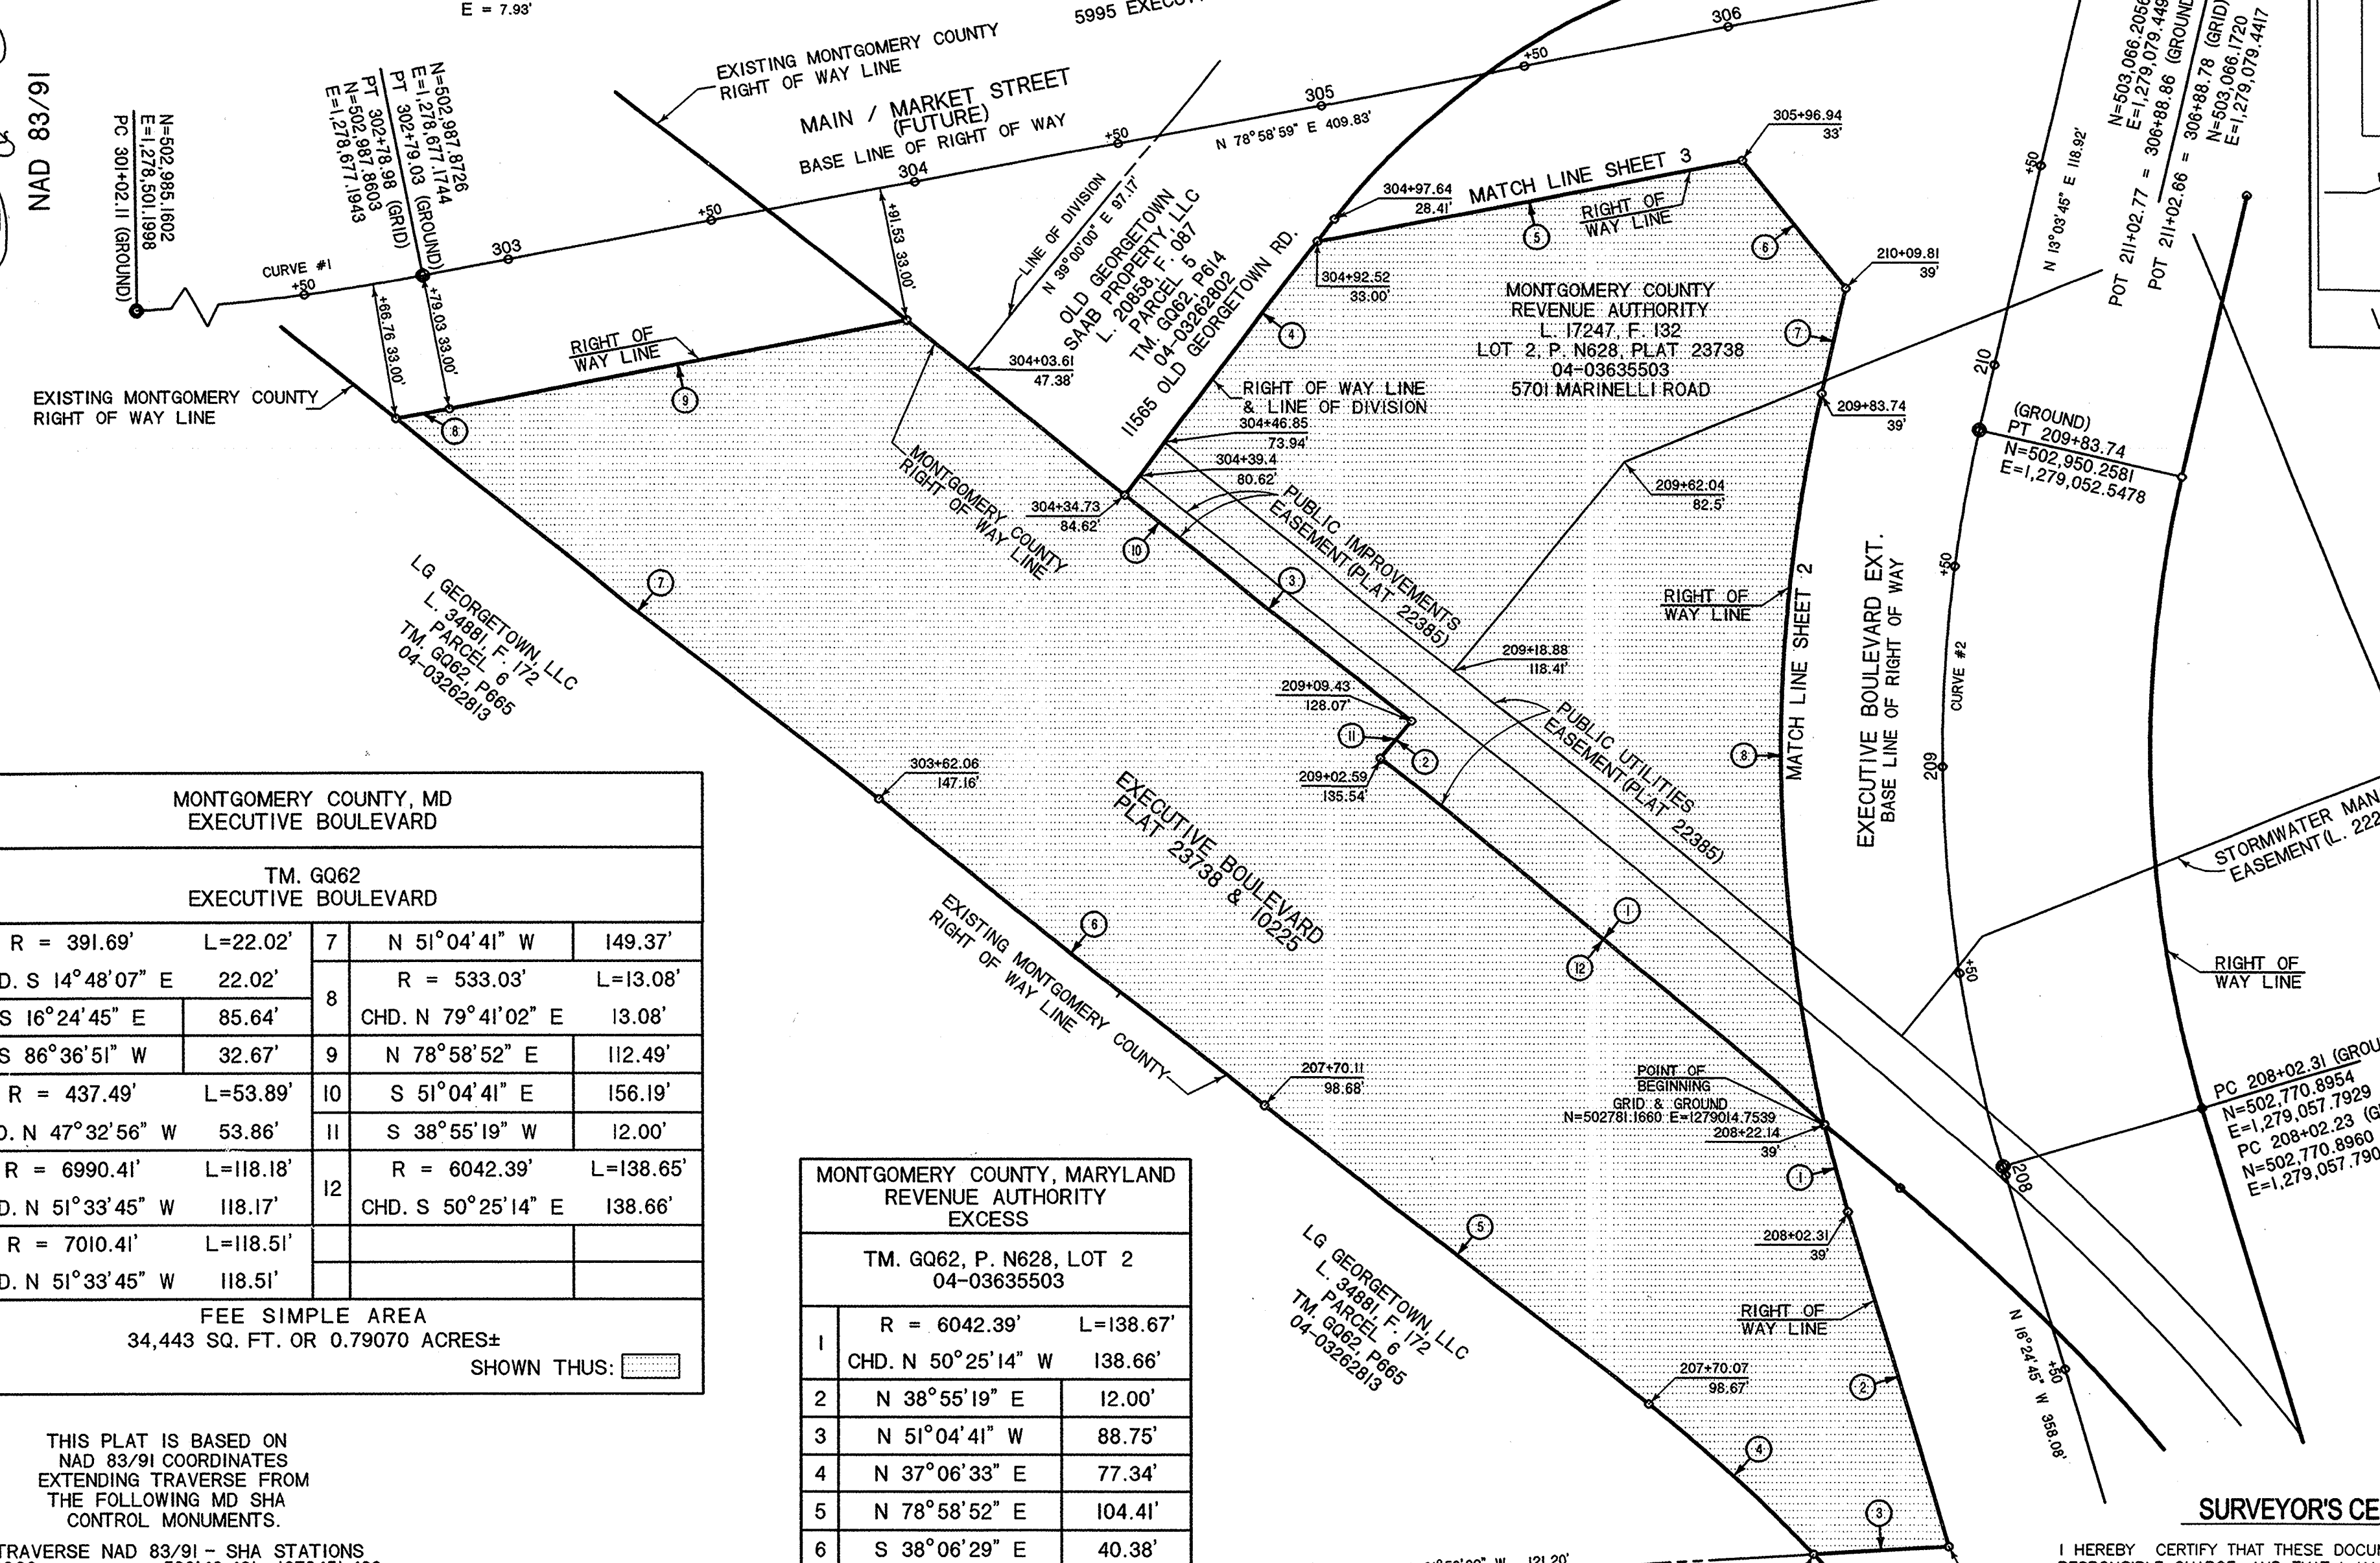 E = 7.93'
NAD 83/91
N=502,985.1602
E=1,278,501.1998
PC 301+02.11 (GROUND)
N=502,987.8726
E=1,278,677.1744
PT 302+79.03 (GROUND)
PT 302+78.98 (GRID)
N=502,987.8603
E=1,278,677.1943
CURVE #1
+50
303
+50
304
+50
305
+50
306
EXISTING MONTGOMERY COUNTY
RIGHT OF WAY LINE
MAIN / MARKET STREET
(FUTURE)
BASE LINE OF RIGHT OF WAY
N 78°58'59" E 409.83'
+66.76 33.00'
+79.03 33.00'
+91.53 33.00'
RIGHT OF
WAY LINE
EXISTING MONTGOMERY COUNTY
RIGHT OF WAY LINE
8
9
LINE OF DIVISION
N 39°00'00" E 97.17'
OLD GEORGETOWN
SAAB PROPERTY, LLC
L. 20858, F. 087
PARCEL 5
TM. GQ62, P614
04-03262802
11565 OLD GEORGETOWN RD.
304+03.61
47.38'
304+97.64
28.41'
304+92.52
33.00'
MATCH LINE SHEET 3
RIGHT OF
WAY LINE
5
305+96.94
33'
6
210+09.81
39'
7
209+83.74
39'
MONTGOMERY COUNTY
REVENUE AUTHORITY
L. 17247, F. 132
LOT 2, P. N628, PLAT 23738
04-03635503
5701 MARINELLI ROAD
4
RIGHT OF WAY LINE
& LINE OF DIVISION
304+46.85
73.94'
304+39.4
80.62'
304+34.73
84.62'
MONTGOMERY COUNTY
RIGHT OF WAY
LINE
10
PUBLIC IMPROVEMENTS
EASEMENT(PLAT 22385)
3
209+62.04
82.5'
209+18.88
118.41'
209+09.43
128.07'
11
2
209+02.59
135.54'
PUBLIC UTILITIES
EASEMENT(PLAT 22385)
RIGHT OF
WAY LINE
MATCH LINE SHEET 2
8
EXECUTIVE BOULEVARD EXT.
BASE LINE OF RIGHT OF WAY
+50
N 13°03'45" E 118.92'
210
+50
CURVE #2
209
+50
208
+50
N 16°24'45" W 358.08'
E=1,279,079.449
POT 211+02.77 = 306+88.86 (GROUND
POT 211+02.66 = 306+88.78 (GRID)
N=503,066.1720
E=1,279,079.4417
(GROUND)
PT 209+83.74
N=502,950.2581
E=1,279,052.5478
STORMWATER MAN
EASEMENT(L. 222
RIGHT OF
WAY LINE
PC 208+02.31 (GROU
N=502,770.8954
E=1,279,057.7929
PC 208+02.23 (G
N=502,770.8960
E=1,279,057.790
7
LG GEORGETOWN, LLC
L. 34881, F. 172
PARCEL 6
TM. GQ62, P665
04-03262813
303+62.06
147.16'
EXECUTIVE BOULEVARD
PLAT 23738 & 10225
6
EXISTING MONTGOMERY COUNTY
RIGHT OF WAY
LINE
1
12
207+70.11
98.68'
POINT OF
BEGINNING
GRID & GROUND
N=502781.1660 E=1279014.7539
208+22.14
39'
1
208+02.31
39'
5
LG GEORGETOWN, LLC
L. 34881, F. 172
PARCEL 6
TM. GQ62, P665
04-03262813
RIGHT OF
WAY LINE
207+70.07
98.67'
2
4
3
MONTGOMERY COUNTY, MD
EXECUTIVE BOULEVARD
TM. GQ62
EXECUTIVE BOULEVARD
R = 391.69' L=22.02' 7 N 51°04'41" W 149.37'
D. S 14°48'07" E 22.02' 8 R = 533.03' L=13.08'
S 16°24'45" E 85.64' CHD. N 79°41'02" E 13.08'
S 86°36'51" W 32.67' 9 N 78°58'52" E 112.49'
R = 437.49' L=53.89' 10 S 51°04'41" E 156.19'
D. N 47°32'56" W 53.86' 11 S 38°55'19" W 12.00'
R = 6990.41' L=118.18' 12 R = 6042.39' L=138.65'
D. N 51°33'45" W 118.17' CHD. S 50°25'14" E 138.66'
R = 7010.41' L=118.51'
D. N 51°33'45" W 118.51'
FEE SIMPLE AREA
34,443 SQ. FT. OR 0.79070 ACRES±
SHOWN THUS:
MONTGOMERY COUNTY, MARYLAND
REVENUE AUTHORITY
EXCESS
TM. GQ62, P. N628, LOT 2
04-03635503
1 R = 6042.39' L=138.67'
CHD. N 50°25'14" W 138.66'
2 N 38°55'19" E 12.00'
3 N 51°04'41" W 88.75'
4 N 37°06'33" E 77.34'
5 N 78°58'52" E 104.41'
6 S 38°06'29" E 40.38'
THIS PLAT IS BASED ON
NAD 83/91 COORDINATES
EXTENDING TRAVERSE FROM
THE FOLLOWING MD SHA
CONTROL MONUMENTS.
TRAVERSE NAD 83/91 - SHA STATIONS
SURVEYOR'S CE
I HEREBY CERTIFY THAT THESE DOCU